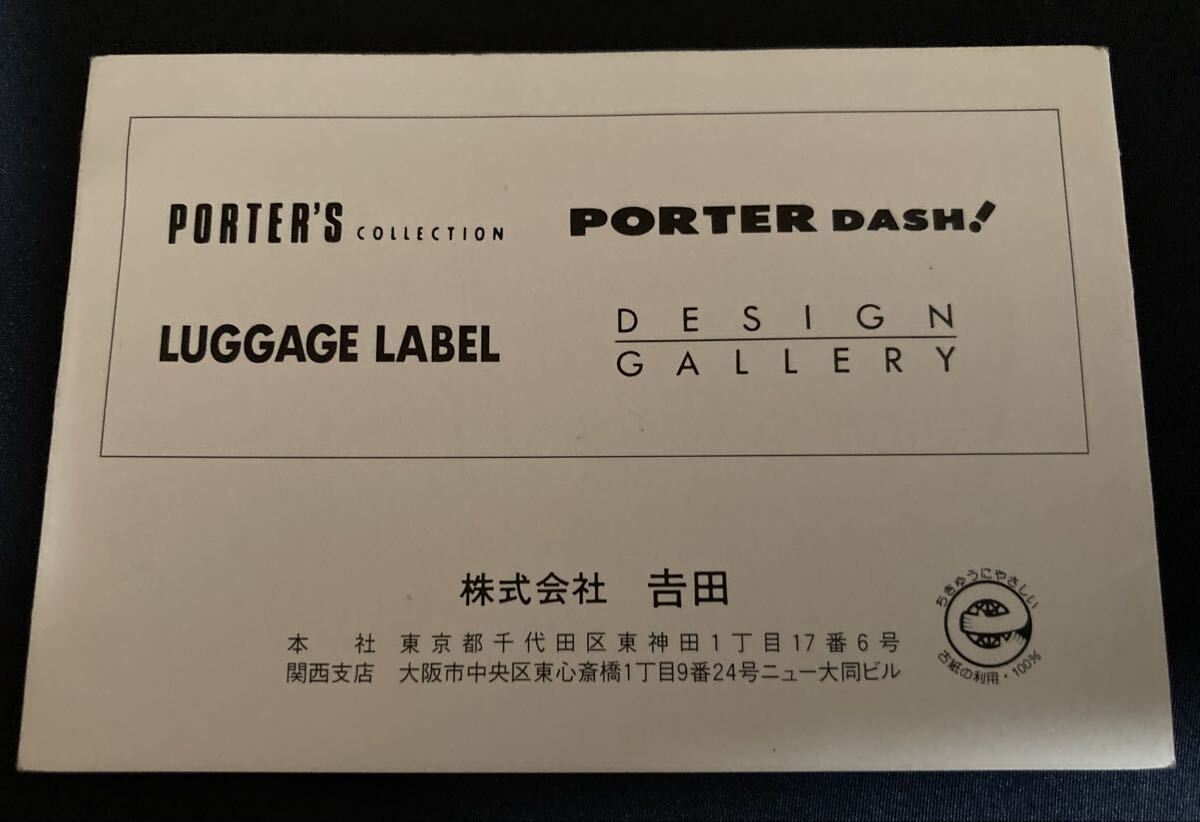 PORTER'S COLLECTION
PORTER DASH!
LUGGAGE LABEL
DESIGN
GALLERY
株式会社 𠮷田
本社 東京都千代田区東神田1丁目17番6号
関西支店 大阪市中央区東心斎橋1丁目9番24号ニュー大同ビル
ちきゅうにやさしい
古紙の利用・100%